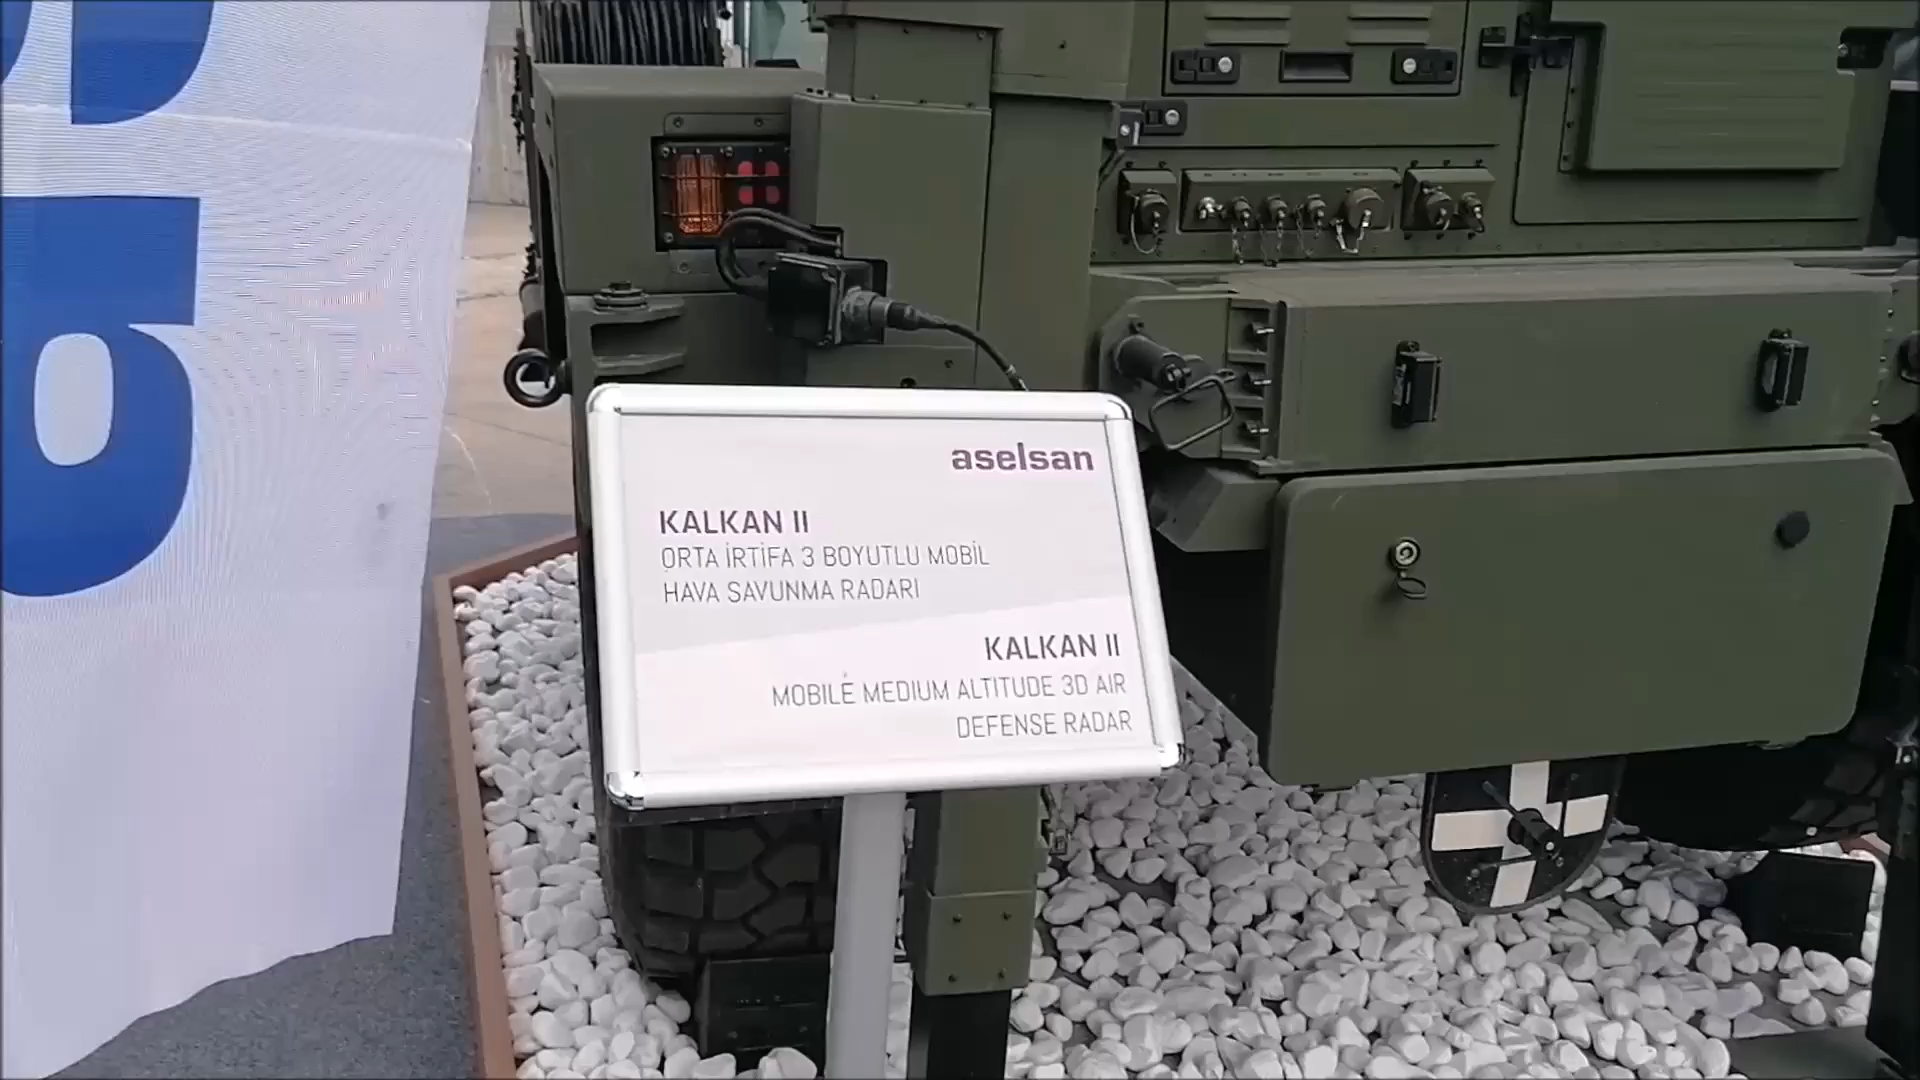 aselsan
KALKAN II
ORTA İRTİFA 3 BOYUTLU MOBİL
HAVA SAVUNMA RADARI
KALKAN II
MOBILE MEDIUM ALTITUDE 3D AIR
DEFENSE RADAR